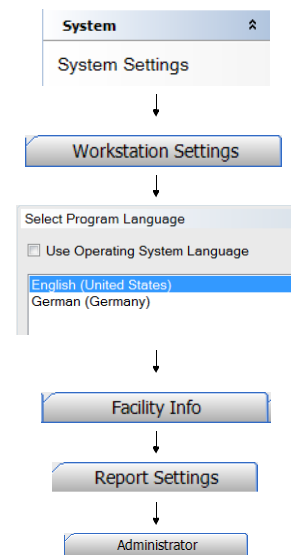 System
System Settings
Workstation Settings
Select Program Language
Use Operating System Language
English (United States)
German (Germany)
Facility Info
Report Settings
Administrator